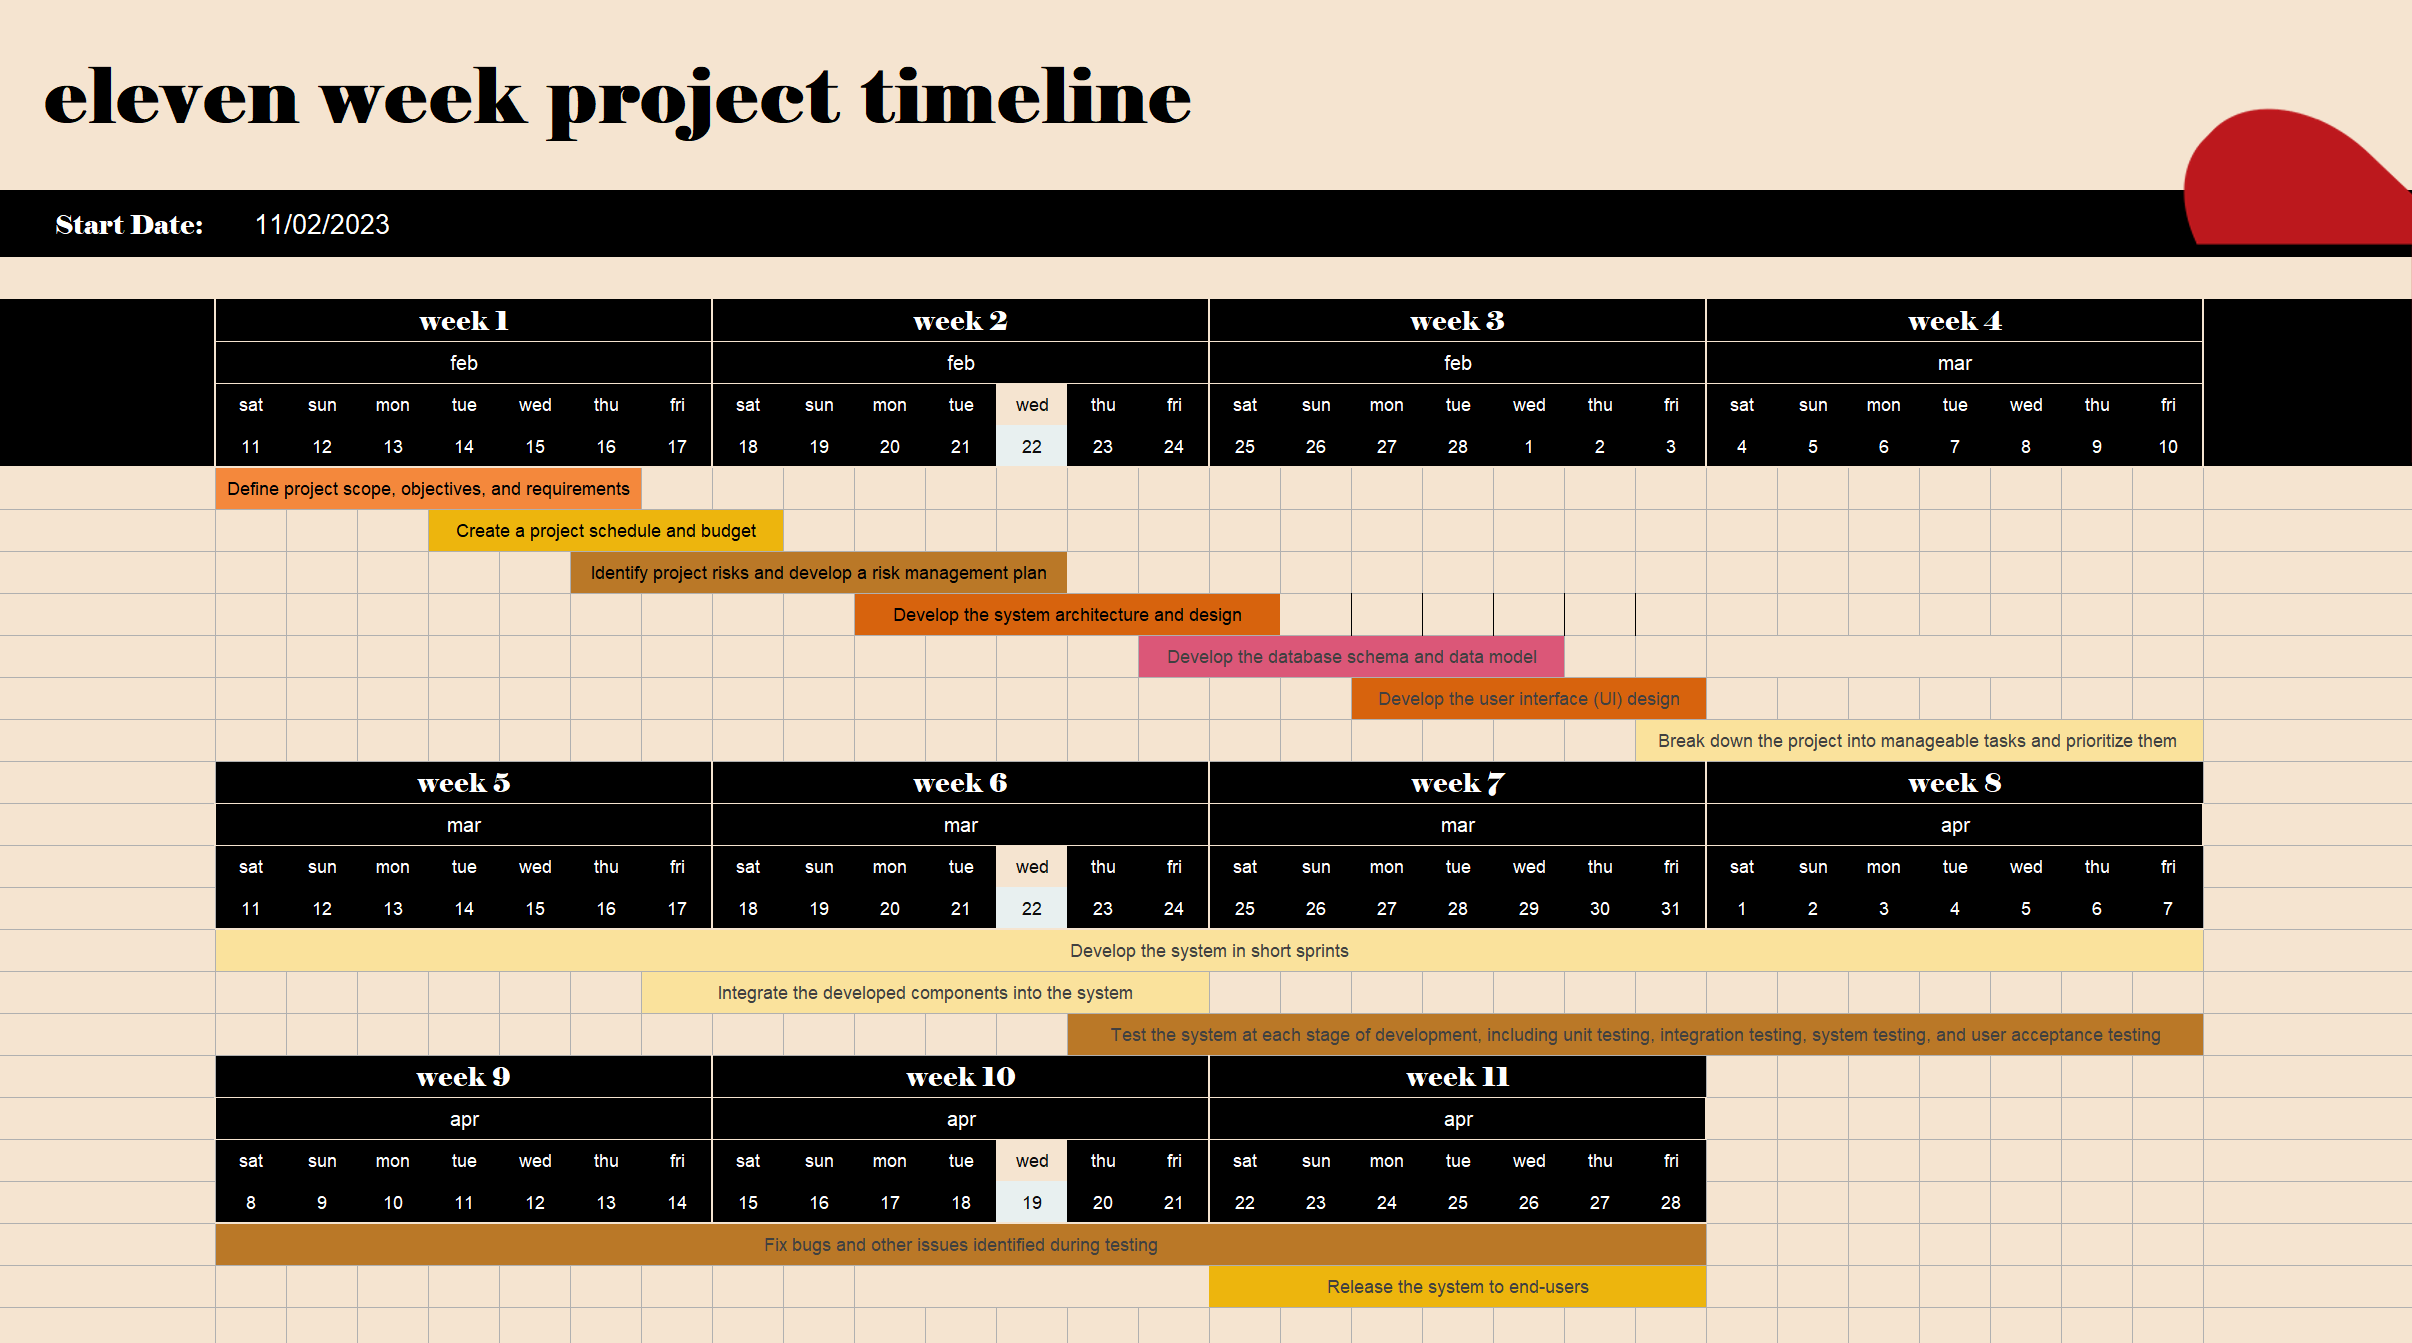 eleven week project timeline
Start Date: 11/02/2023
week 1 week 2 week 3 week 4
feb feb feb mar
sat sun mon tue wed thu fri sat sun mon tue wed thu fri sat sun mon tue wed thu fri sat sun mon tue wed thu fri
11 12 13 14 15 16 17 18 19 20 21 22 23 24 25 26 27 28 1 2 3 4 5 6 7 8 9 10
Define project scope, objectives, and requirements
Create a project schedule and budget
Identify project risks and develop a risk management plan
Develop the system architecture and design
Develop the database schema and data model
Develop the user interface (UI) design
Break down the project into manageable tasks and prioritize them
week 5 week 6 week 7 week 8
mar mar mar apr
sat sun mon tue wed thu fri sat sun mon tue wed thu fri sat sun mon tue wed thu fri sat sun mon tue wed thu fri
11 12 13 14 15 16 17 18 19 20 21 22 23 24 25 26 27 28 29 30 31 1 2 3 4 5 6 7
Develop the system in short sprints
Integrate the developed components into the system
Test the system at each stage of development, including unit testing, integration testing, system testing, and user acceptance testing
week 9 week 10 week 11
apr apr apr
sat sun mon tue wed thu fri sat sun mon tue wed thu fri sat sun mon tue wed thu fri
8 9 10 11 12 13 14 15 16 17 18 19 20 21 22 23 24 25 26 27 28
Fix bugs and other issues identified during testing
Release the system to end-users